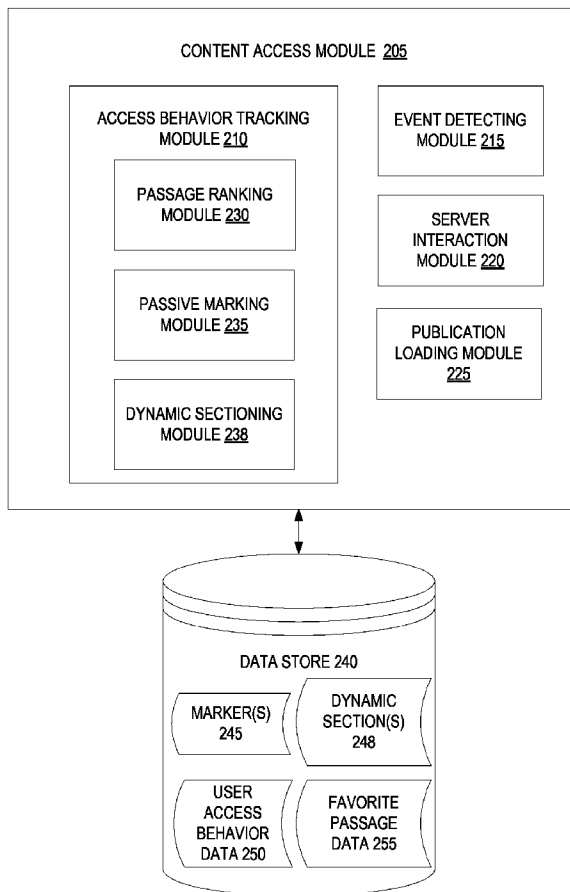 CONTENT ACCESS MODULE 205
ACCESS BEHAVIOR TRACKING
MODULE 210
PASSAGE RANKING
MODULE 230
PASSIVE MARKING
MODULE 235
DYNAMIC SECTIONING
MODULE 238
EVENT DETECTING
MODULE 215
SERVER
INTERACTION
MODULE 220
PUBLICATION
LOADING MODULE
225
DATA STORE 240
MARKER(S)
245
DYNAMIC
SECTION(S)
248
USER
ACCESS
BEHAVIOR
DATA 250
FAVORITE
PASSAGE
DATA 255